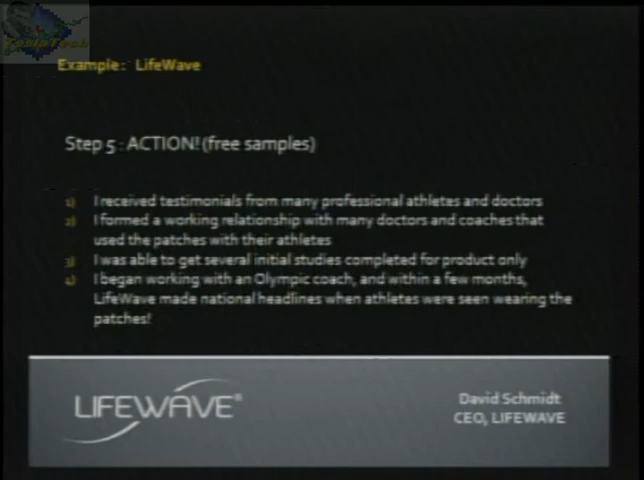 TeslaTech
Example: LifeWave
Step 5 : ACTION! (free samples)
1) I received testimonials from many professional athletes and doctors
2) I formed a working relationship with many doctors and coaches that
used the patches with their athletes
3) I was able to get several initial studies completed for product only
4) I began working with an Olympic coach, and within a few months,
LifeWave made national headlines when athletes were seen wearing the
patches!
LIFEWAVE®
David Schmidt
CEO, LIFEWAVE